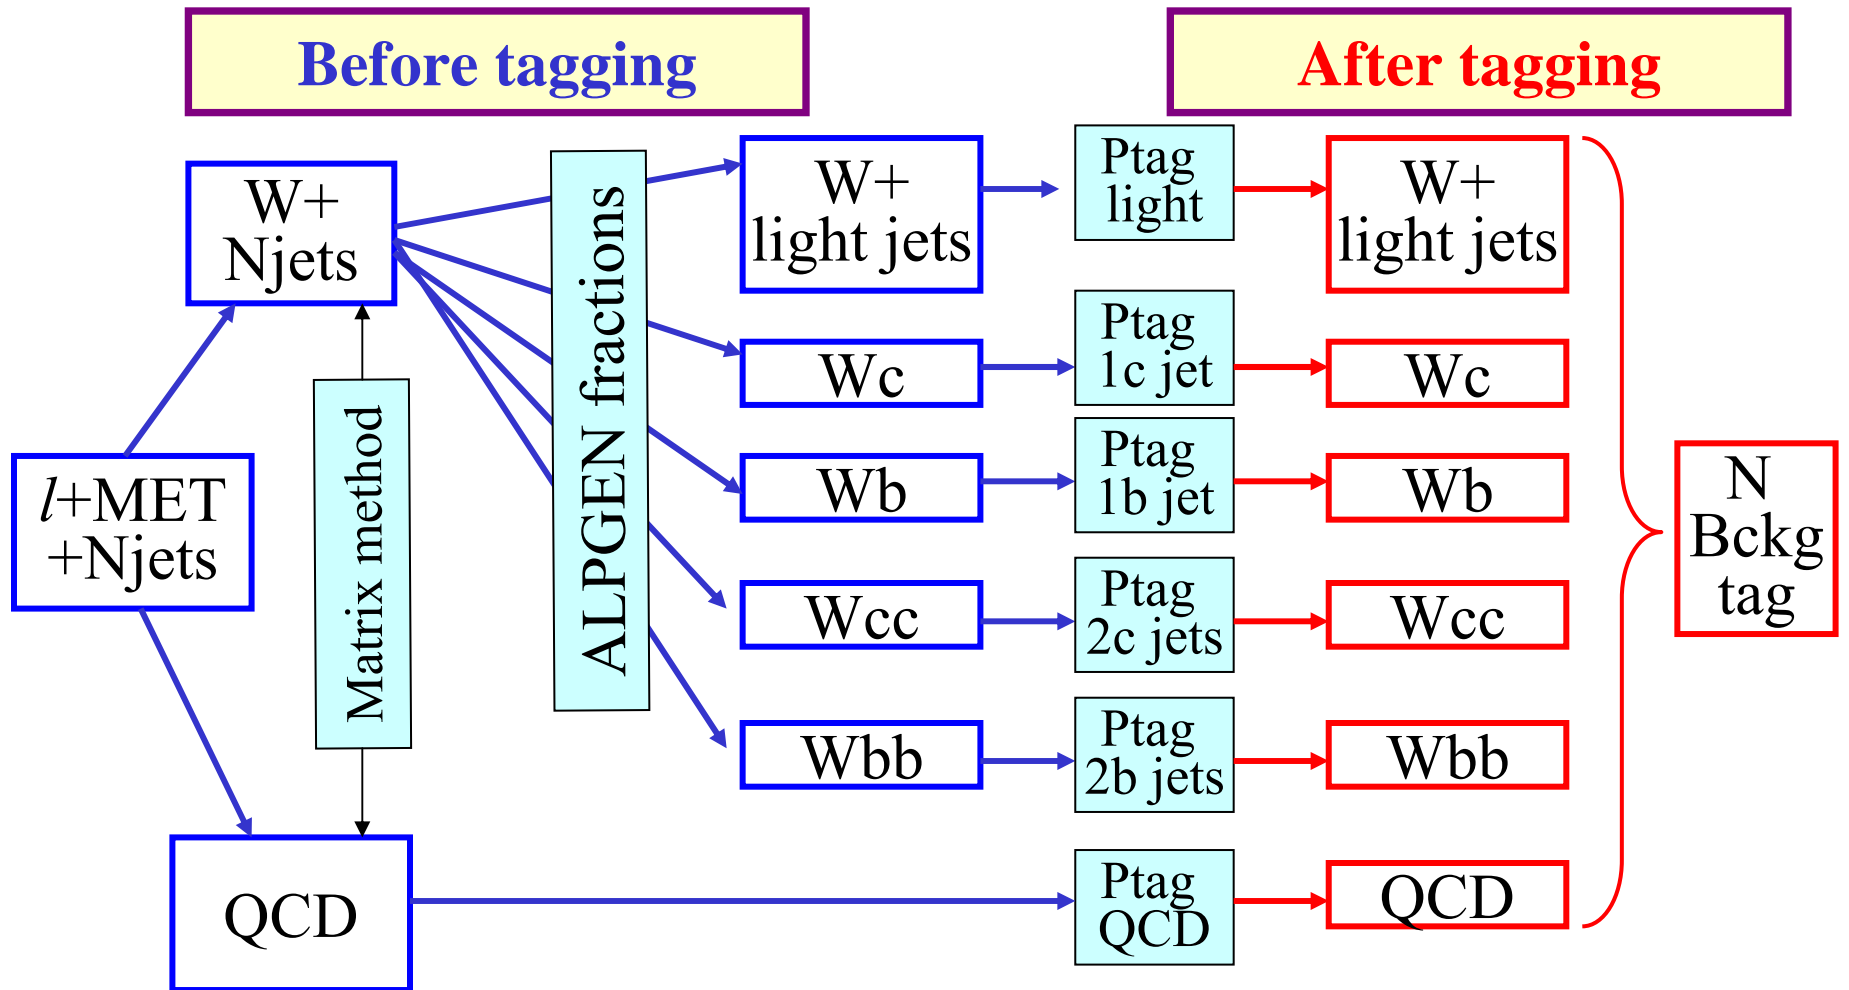 Before tagging
After tagging
W+
Njets
l+MET
+Njets
Matrix method
QCD
ALPGEN fractions
W+
light jets
Wc
Wb
Wcc
Wbb
Ptag
light
Ptag
1c jet
Ptag
1b jet
Ptag
2c jets
Ptag
2b jets
Ptag
QCD
W+
light jets
Wc
Wb
Wcc
Wbb
QCD
N
Bckg
tag